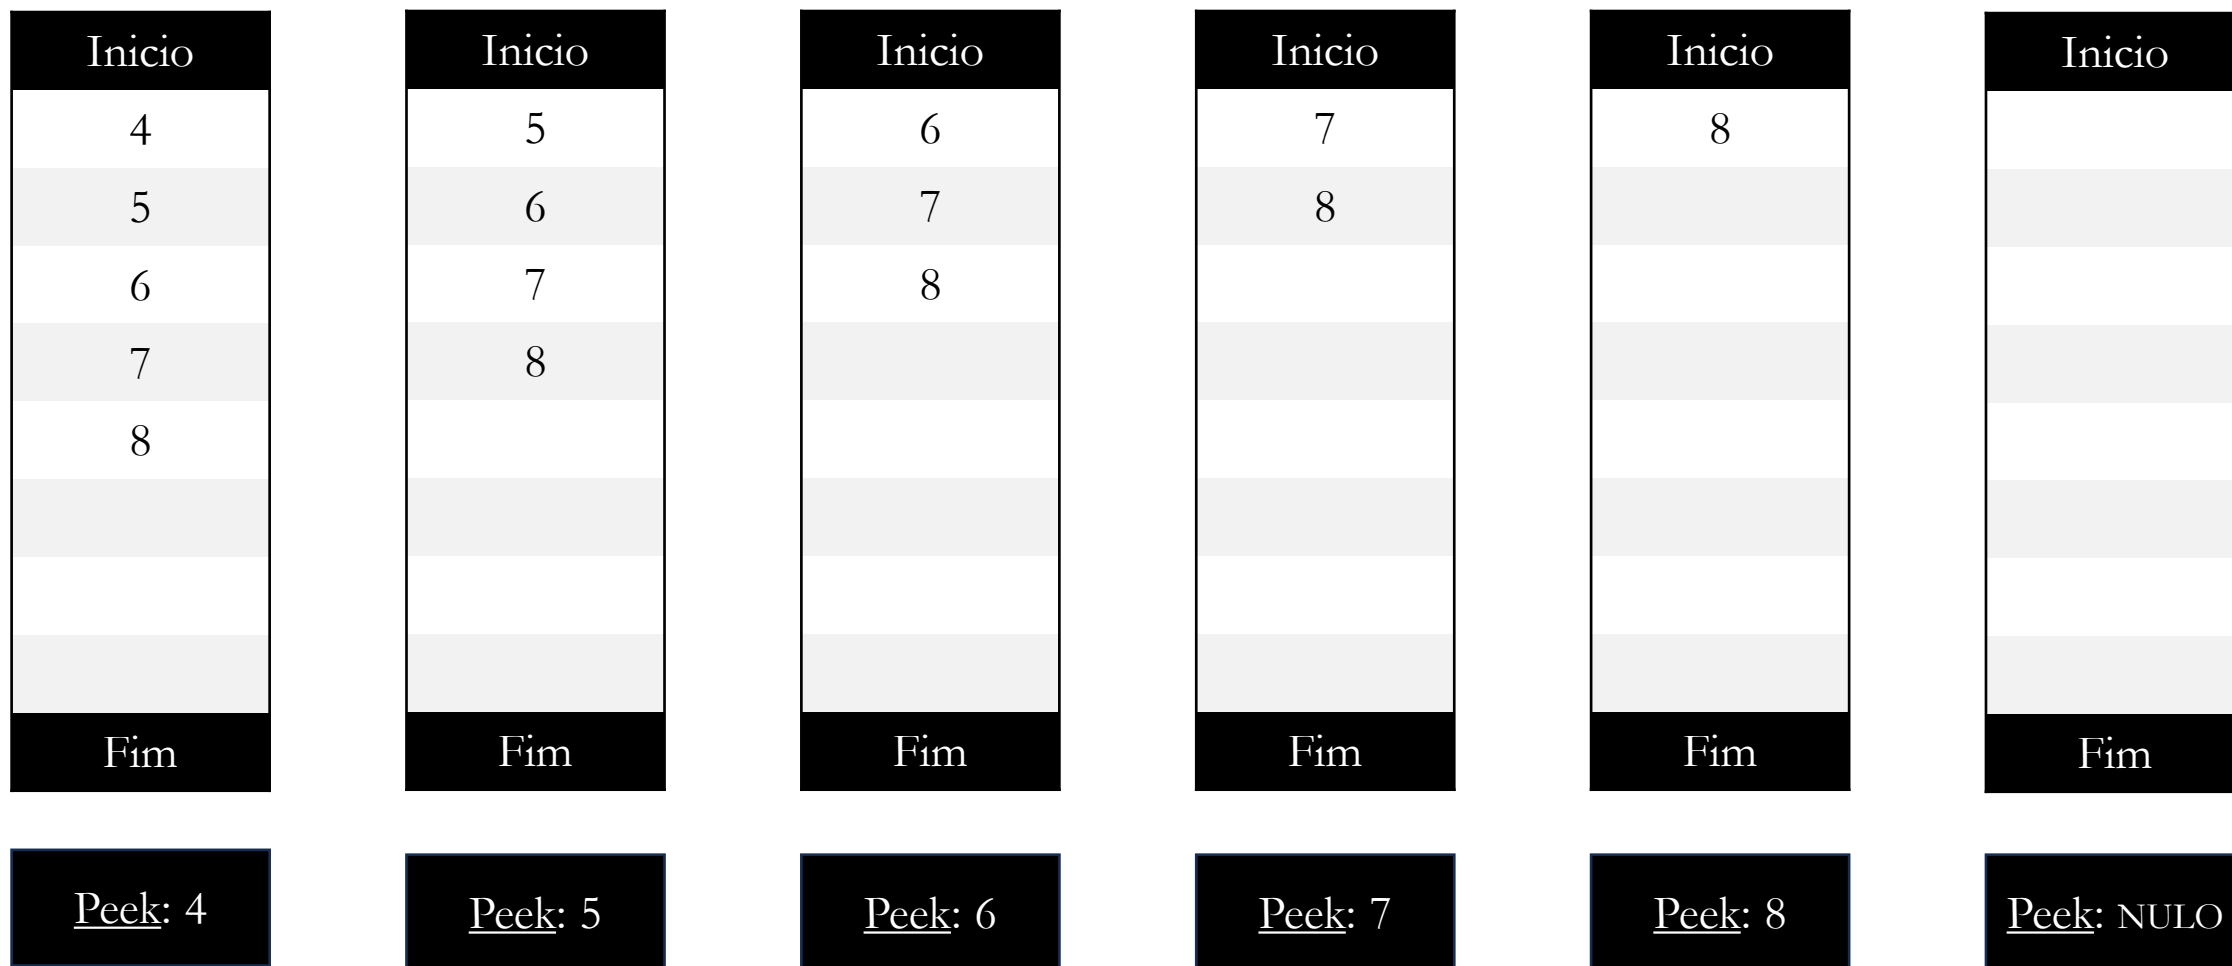 Inicio
4
5
6
7
8
Fim
Peek: 4
Inicio
5
6
7
8
Fim
Peek: 5
Inicio
6
7
8
Fim
Peek: 6
Inicio
7
8
Fim
Peek: 7
Inicio
8
Fim
Peek: 8
Inicio
Fim
Peek: NULO